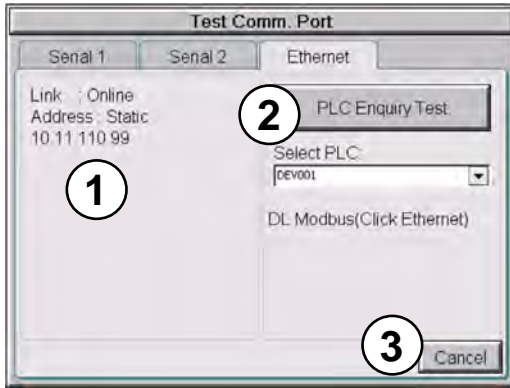 Test Comm. Port
Serial 1
Serial 2
Ethernet
Link : Online
Address : Static
10.11.110.99
1
2
PLC Enquiry Test
Select PLC:
DEV001
DL Modbus(Click Ethernet)
3
Cancel